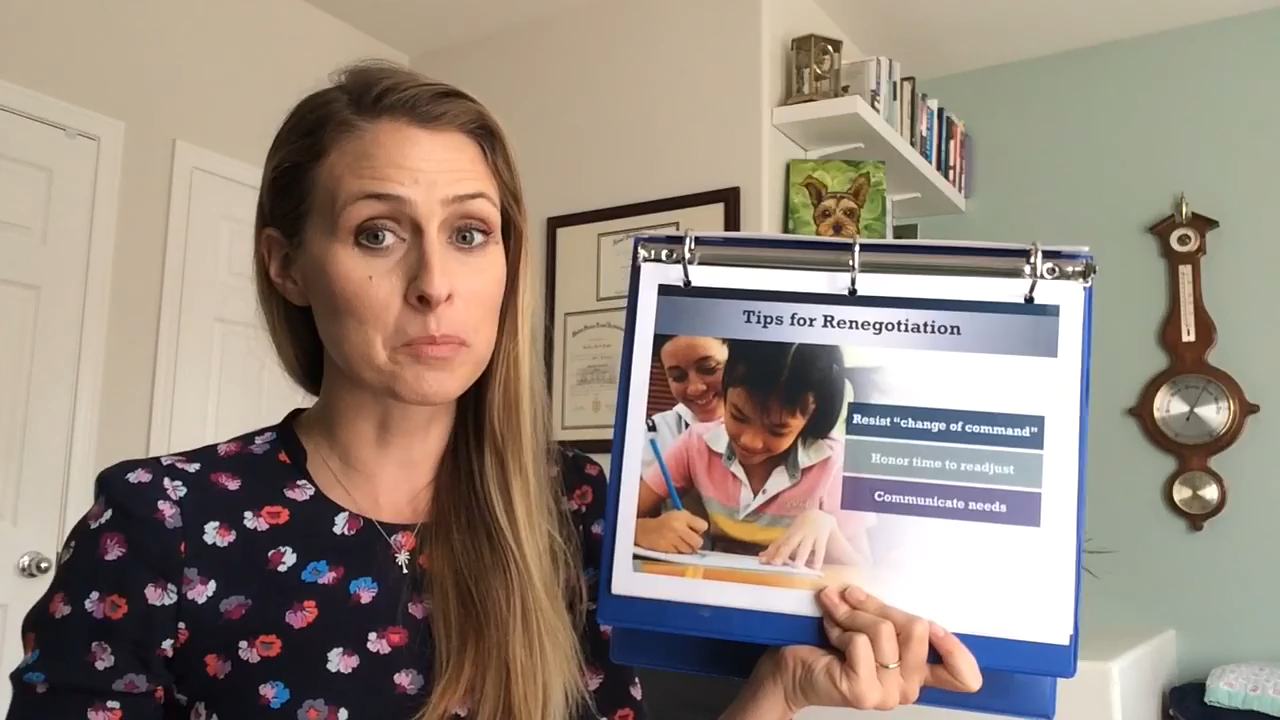 Tips for Renegotiation
Resist “change of command”
Honor time to readjust
Communicate needs